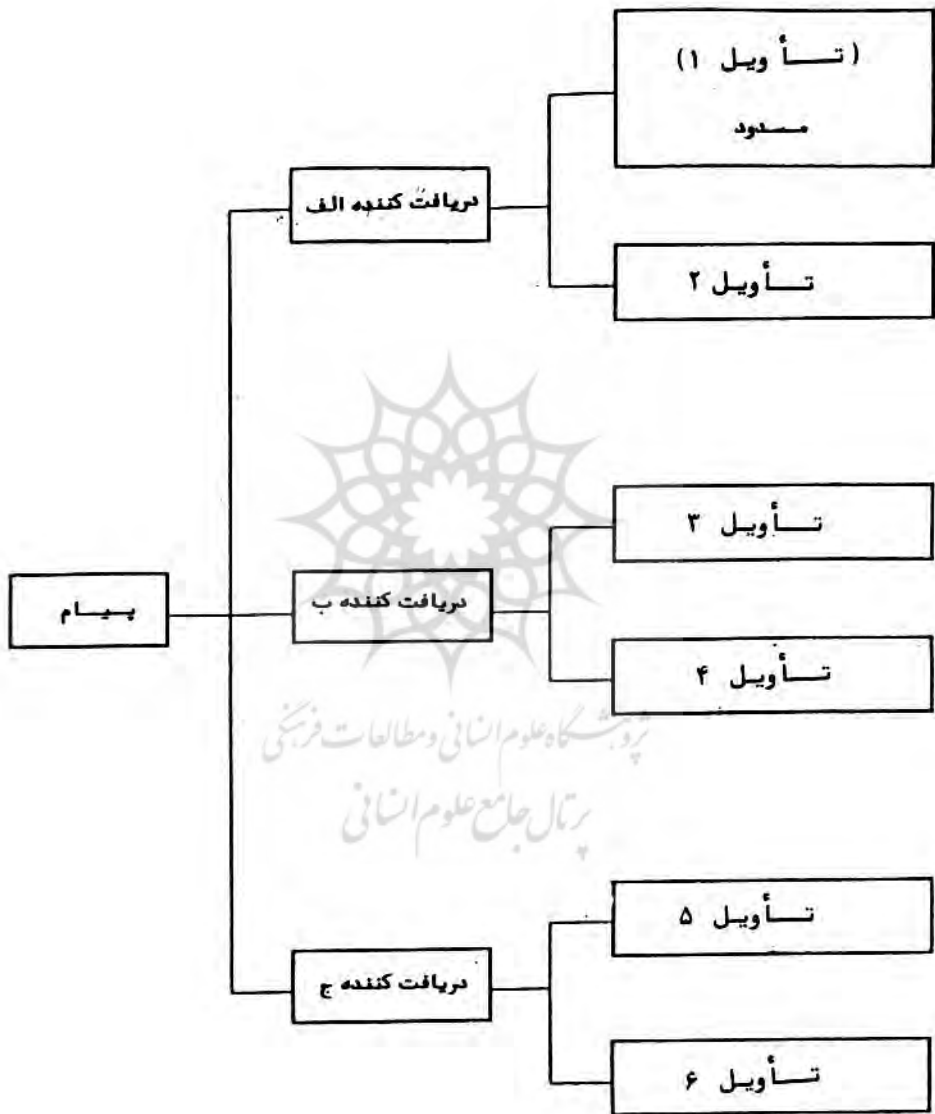 (تأویل ۱)
مسدود
دریافت کننده الف
تأویل ۲
تأویل ۳
پیام
دریافت کننده ب
تأویل ۴
پژوهشگاه علوم انسانی و مطالعات فرهنگی
پرتال جامع علوم انسانی
تأویل ۵
دریافت کننده ج
تأویل ۶